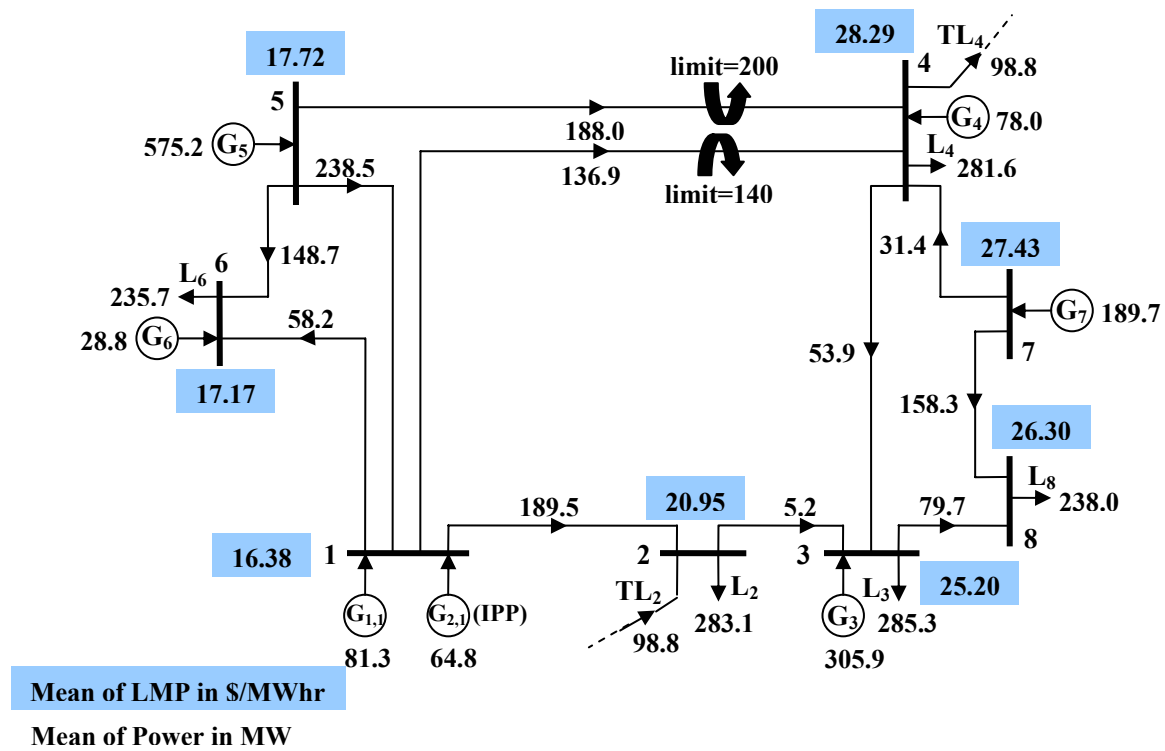 28.29
17.72
TL4
4
98.8
limit=200
5
188.0
G4
78.0
575.2
G5
L4
238.5
136.9
281.6
limit=140
148.7
31.4
27.43
6
L6
235.7
58.2
G7
189.7
28.8
G6
53.9
7
17.17
158.3
26.30
L8
189.5
20.95
5.2
79.7
238.0
16.38
1
2
3
8
G1,1
G2,1
(IPP)
TL2
L2
G3
L3
25.20
98.8
283.1
285.3
81.3
64.8
305.9
Mean of LMP in $/MWhr
Mean of Power in MW